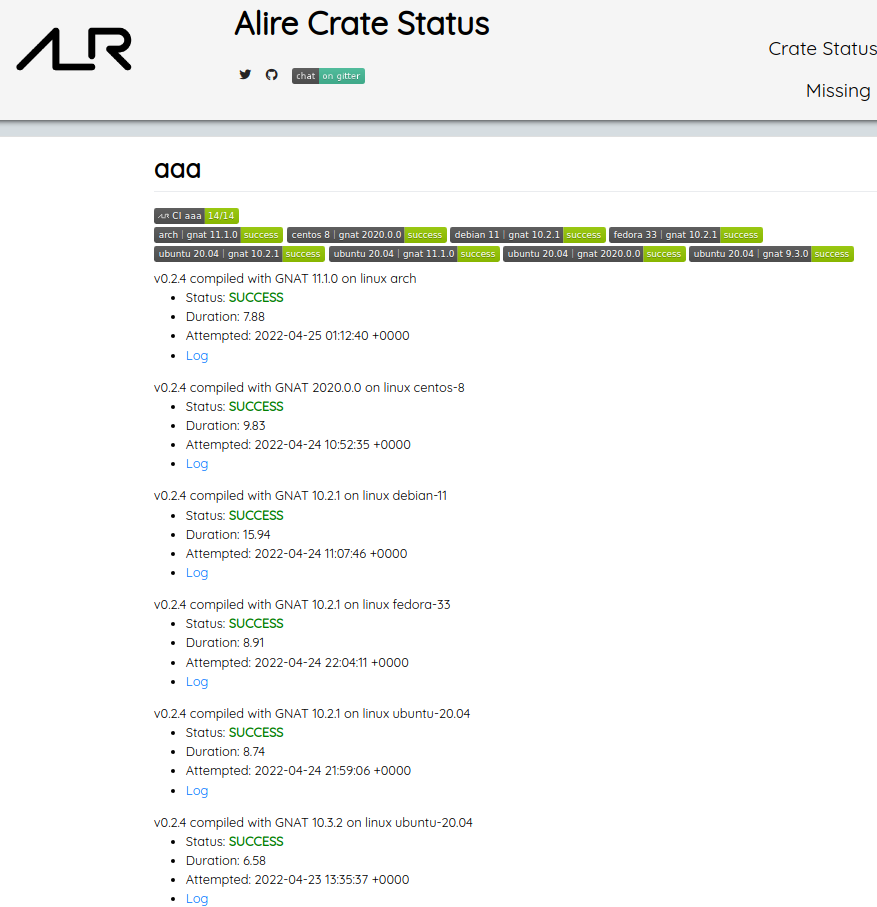 ALR
Alire Crate Status
Crate Status
chat on gitter
Missing
aaa
ALR CI aaa 14/14
arch | gnat 11.1.0 success centos 8 | gnat 2020.0.0 success debian 11 | gnat 10.2.1 success fedora 33 | gnat 10.2.1 success
ubuntu 20.04 | gnat 10.2.1 success ubuntu 20.04 | gnat 11.1.0 success ubuntu 20.04 | gnat 2020.0.0 success ubuntu 20.04 | gnat 9.3.0 success
v0.2.4 compiled with GNAT 11.1.0 on linux arch
Status: SUCCESS
Duration: 7.88
Attempted: 2022-04-25 01:12:40 +0000
Log
v0.2.4 compiled with GNAT 2020.0.0 on linux centos-8
Status: SUCCESS
Duration: 9.83
Attempted: 2022-04-24 10:52:35 +0000
Log
v0.2.4 compiled with GNAT 10.2.1 on linux debian-11
Status: SUCCESS
Duration: 15.94
Attempted: 2022-04-24 11:07:46 +0000
Log
v0.2.4 compiled with GNAT 10.2.1 on linux fedora-33
Status: SUCCESS
Duration: 8.91
Attempted: 2022-04-24 22:04:11 +0000
Log
v0.2.4 compiled with GNAT 10.2.1 on linux ubuntu-20.04
Status: SUCCESS
Duration: 8.74
Attempted: 2022-04-24 21:59:06 +0000
Log
v0.2.4 compiled with GNAT 10.3.2 on linux ubuntu-20.04
Status: SUCCESS
Duration: 6.58
Attempted: 2022-04-23 13:35:37 +0000
Log